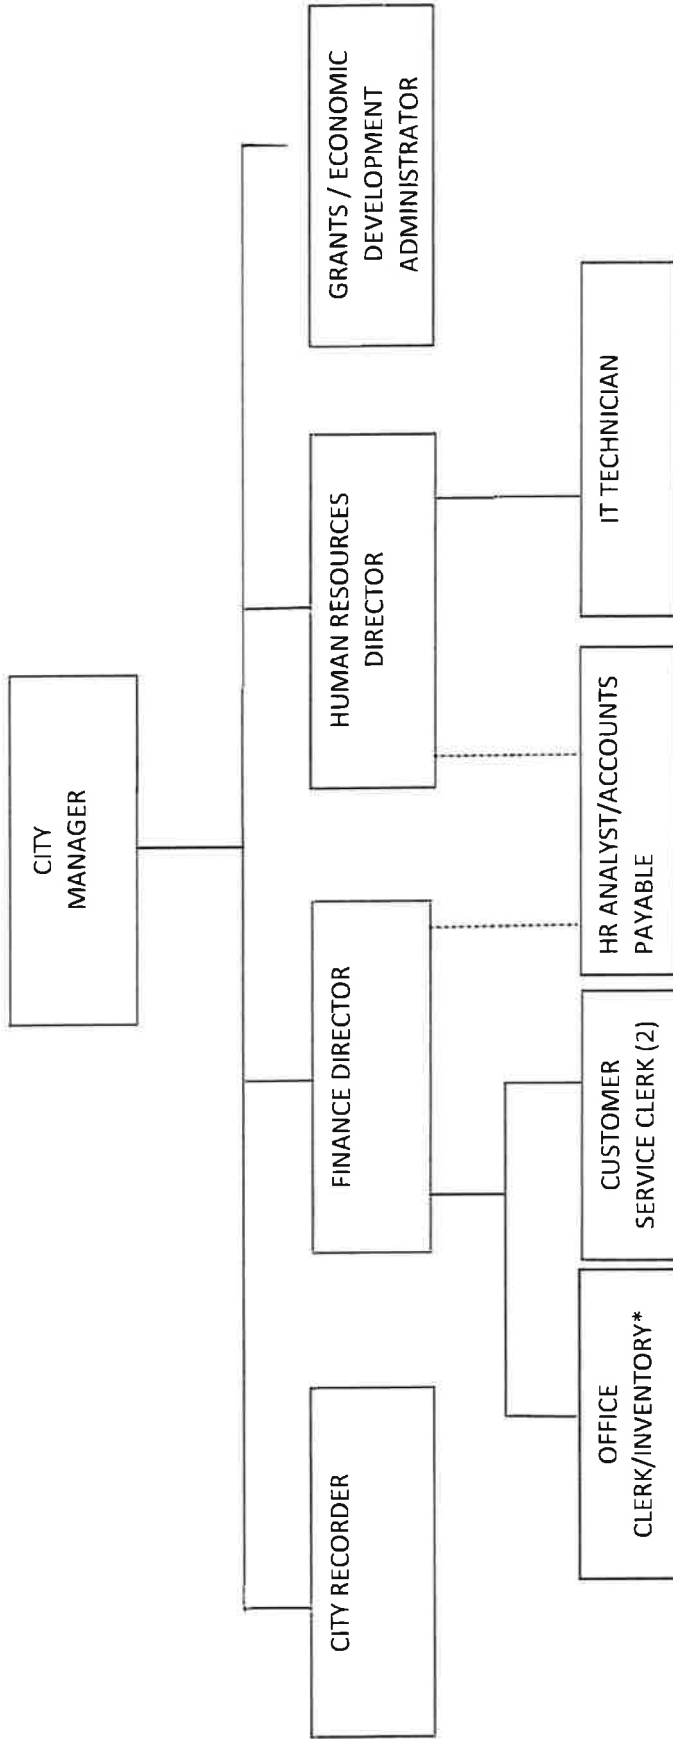 CITY
MANAGER
CITY RECORDER
FINANCE DIRECTOR
HUMAN RESOURCES
DIRECTOR
GRANTS / ECONOMIC
DEVELOPMENT
ADMINISTRATOR
OFFICE
CLERK/INVENTORY*
CUSTOMER
SERVICE CLERK (2)
HR ANALYST/ACCOUNTS
PAYABLE
IT TECHNICIAN